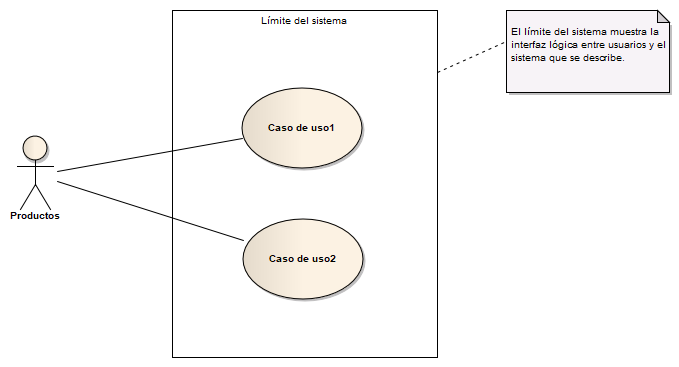 Límite del sistema
El límite del sistema muestra la
interfaz lógica entre usuarios y el
sistema que se describe.
Caso de uso1
Productos
Caso de uso2